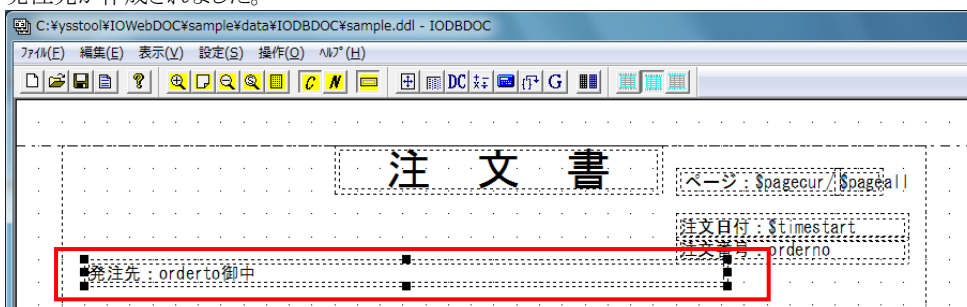 発注先が作成されました。
C:¥ysstool¥IOWebDOC¥sample¥data¥IODBDOC¥sample.ddl - IODBDOC
ﾌｧｲﾙ(F) 編集(E) 表示(V) 設定(S) 操作(O) ﾍﾙﾌﾟ(H)
C N DC G
注 文 書
ページ：$pagecur/$pageall
注文日付：$timestart
注文番号：orderno
発注先：orderto御中